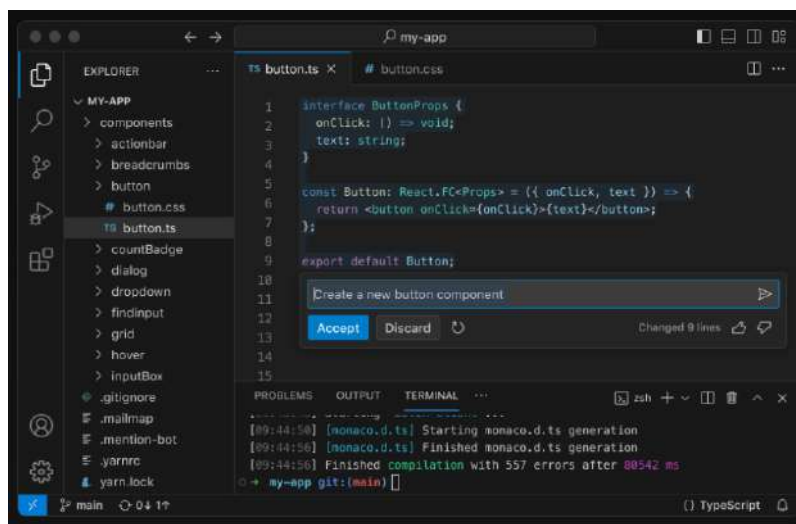 my-app
EXPLORER ...
TS button.ts ×
# button.css
...
MY-APP
components
actionbar
breadcrumbs
button
# button.css
TS button.ts
countBadge
dialog
dropdown
findinput
grid
hover
inputBox
.gitignore
.mailmap
.mention-bot
.yarnrc
yarn.lock
1 interface ButtonProps {
2 onClick: () => void;
3 text: string;
4 }
5 const Button: React.FC<Props> = ({ onClick, text }) => {
6 return <button onClick={onClick}>{text}</button>;
7 };
8
9 export default Button;
10
11
12
13
14
15
Create a new button component
Accept Discard
Changed 9 lines
PROBLEMS OUTPUT TERMINAL ...
zsh
[09:44:50] [monaco.d.ts] Starting monaco.d.ts generation
[09:44:56] [monaco.d.ts] Finished monaco.d.ts generation
[09:44:56] Finished compilation with 557 errors after 80542 ms
my-app git:(main)
main 0↓ 1↑
{} TypeScript